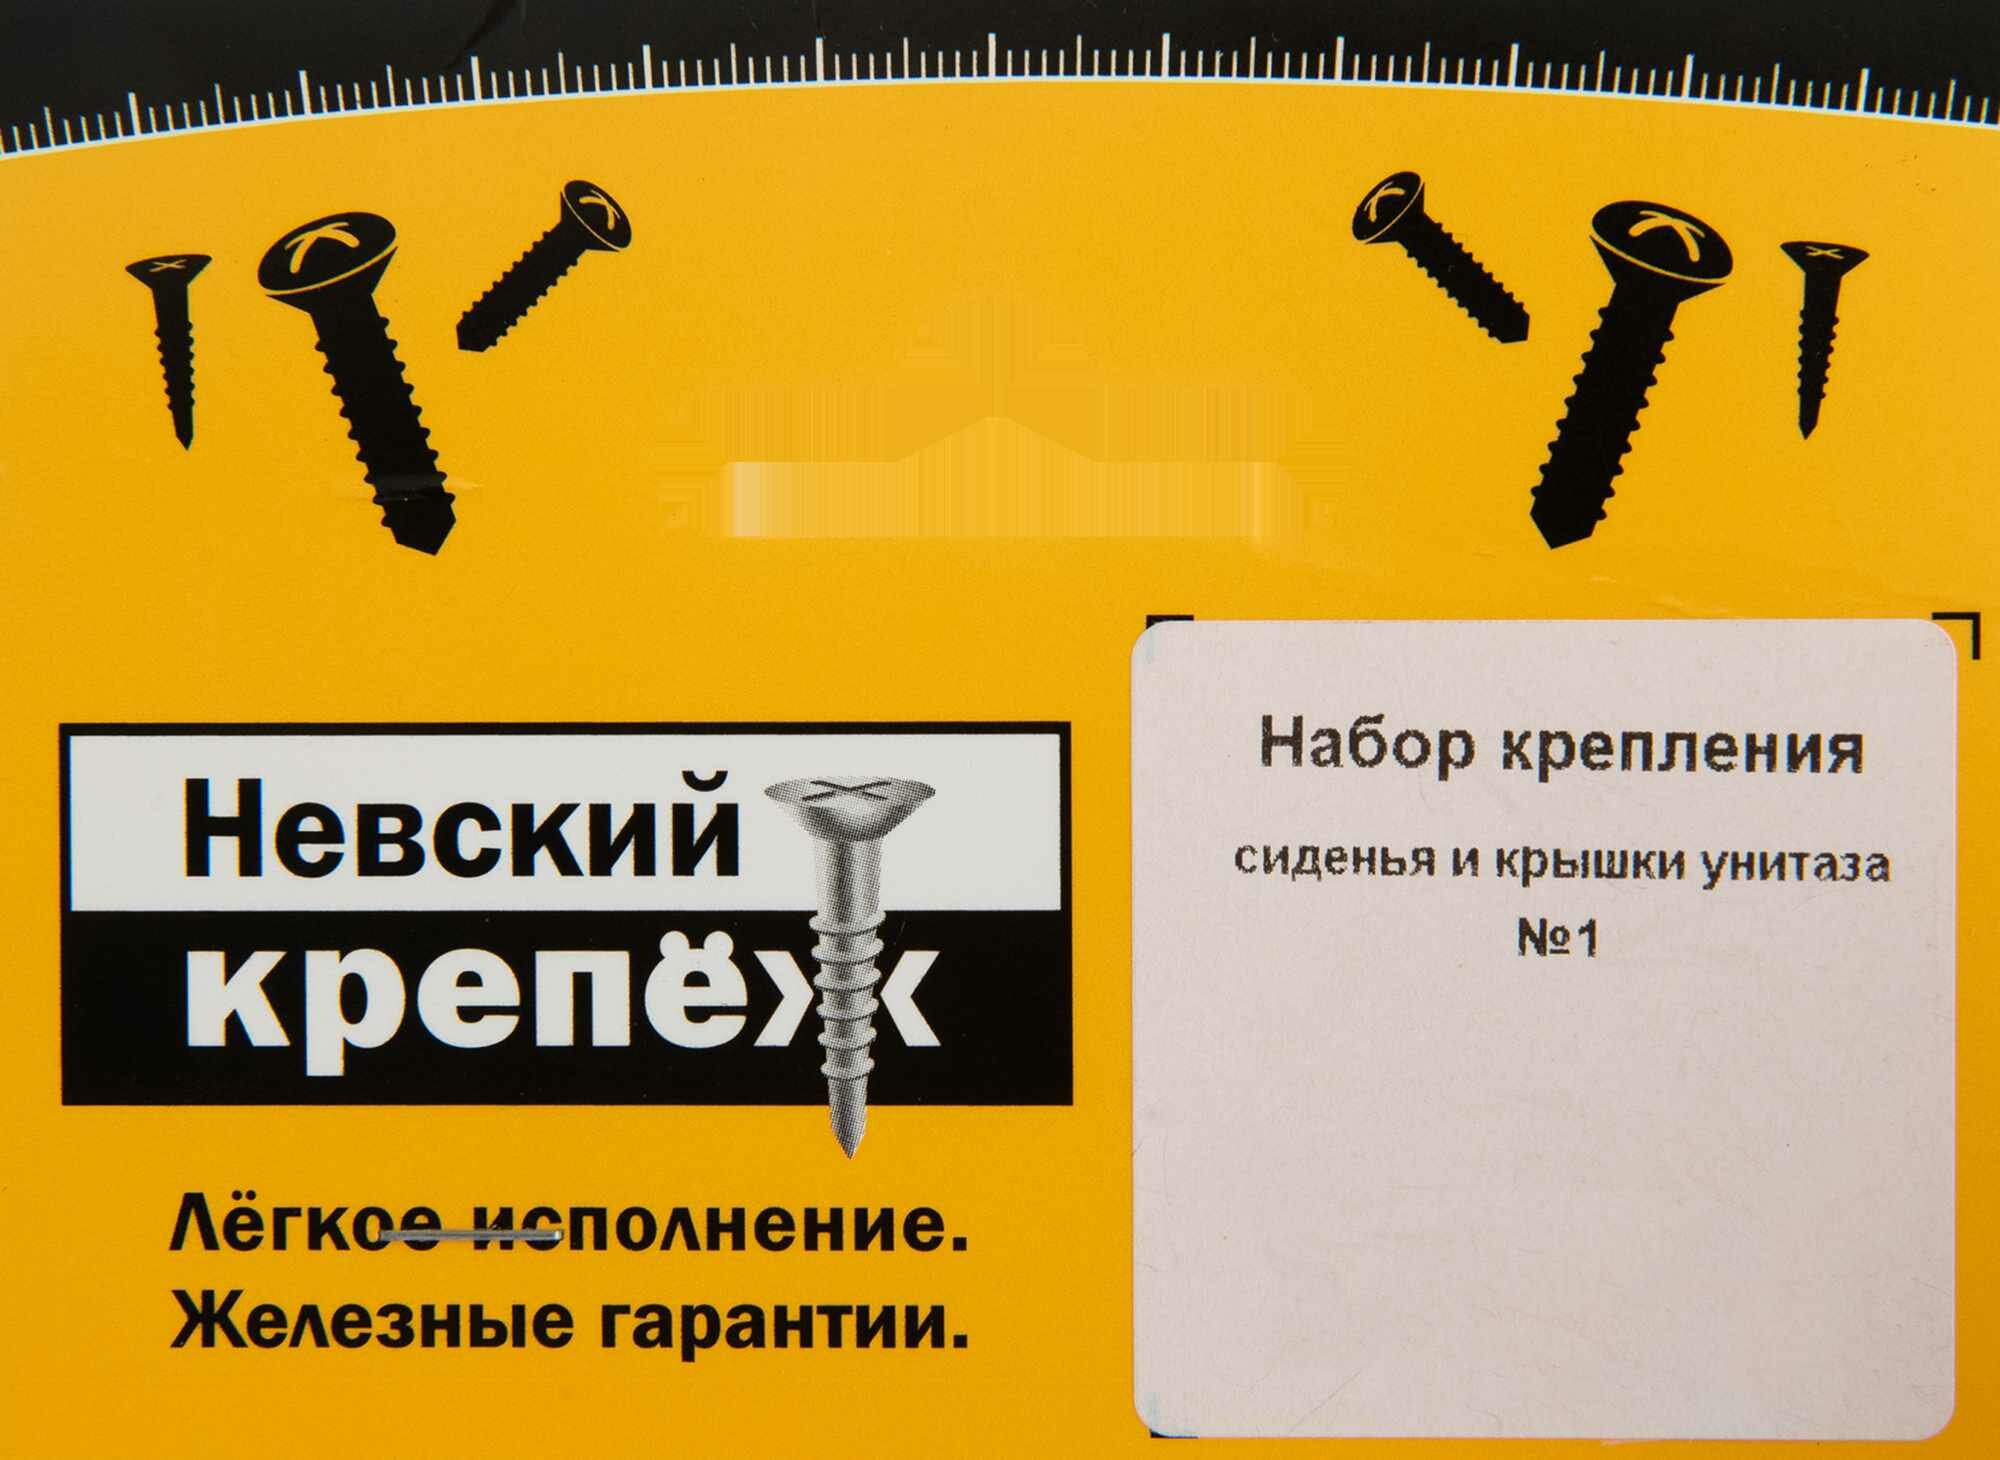 Невский
крепёж
Лёгкое исполнение.
Железные гарантии.
Набор крепления
сиденья и крышки унитаза
№1